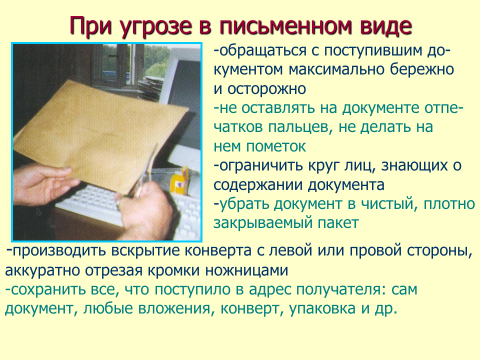 При угрозе в письменном виде
-обращаться с поступившим до-
кументом максимально бережно
и осторожно
-не оставлять на документе отпе-
чатков пальцев, не делать на
нем пометок
-ограничить круг лиц, знающих о
содержании документа
-убрать документ в чистый, плотно
закрываемый пакет
-производить вскрытие конверта с левой или провой стороны,
аккуратно отрезая кромки ножницами
-сохранить все, что поступило в адрес получателя: сам
документ, любые вложения, конверт, упаковка и др.